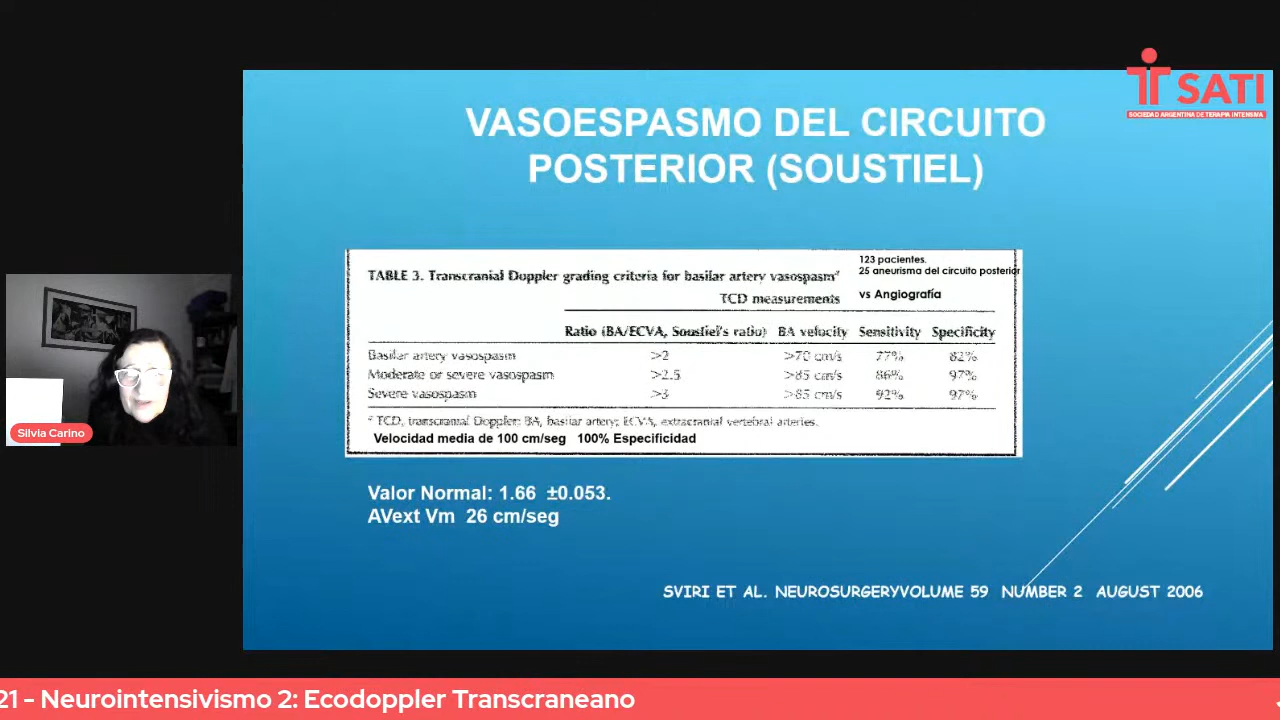 SATI
SOCIEDAD ARGENTINA DE TERAPIA INTENSIVA
VASOESPASMO DEL CIRCUITO
POSTERIOR (SOUSTIEL)
123 pacientes.
25 aneurisma del circuito posterior
TABLE 3. Transcranial Doppler grading criteria for basilar artery vasospasm*
TCD measurements
vs Angiografía
Ratio (BA/ECVA, Soustiel's ratio) BA velocity Sensitivity Specificity
Basilar artery vasospasm >2 >70 cm/s 77% 82%
Moderate or severe vasospasm >2.5 >85 cm/s 86% 97%
Severe vasospasm >3 >85 cm/s 92% 97%
* TCD, transcranial Doppler; BA, basilar artery; ECVA, extracranial vertebral arteries.
Velocidad media de 100 cm/seg 100% Especificidad
Valor Normal: 1.66 ±0.053.
AVext Vm 26 cm/seg
SVIRI ET AL. NEUROSURGERYVOLUME 59 NUMBER 2 AUGUST 2006
Silvia Carino
21 - Neurointensivismo 2: Ecodoppler Transcraneano